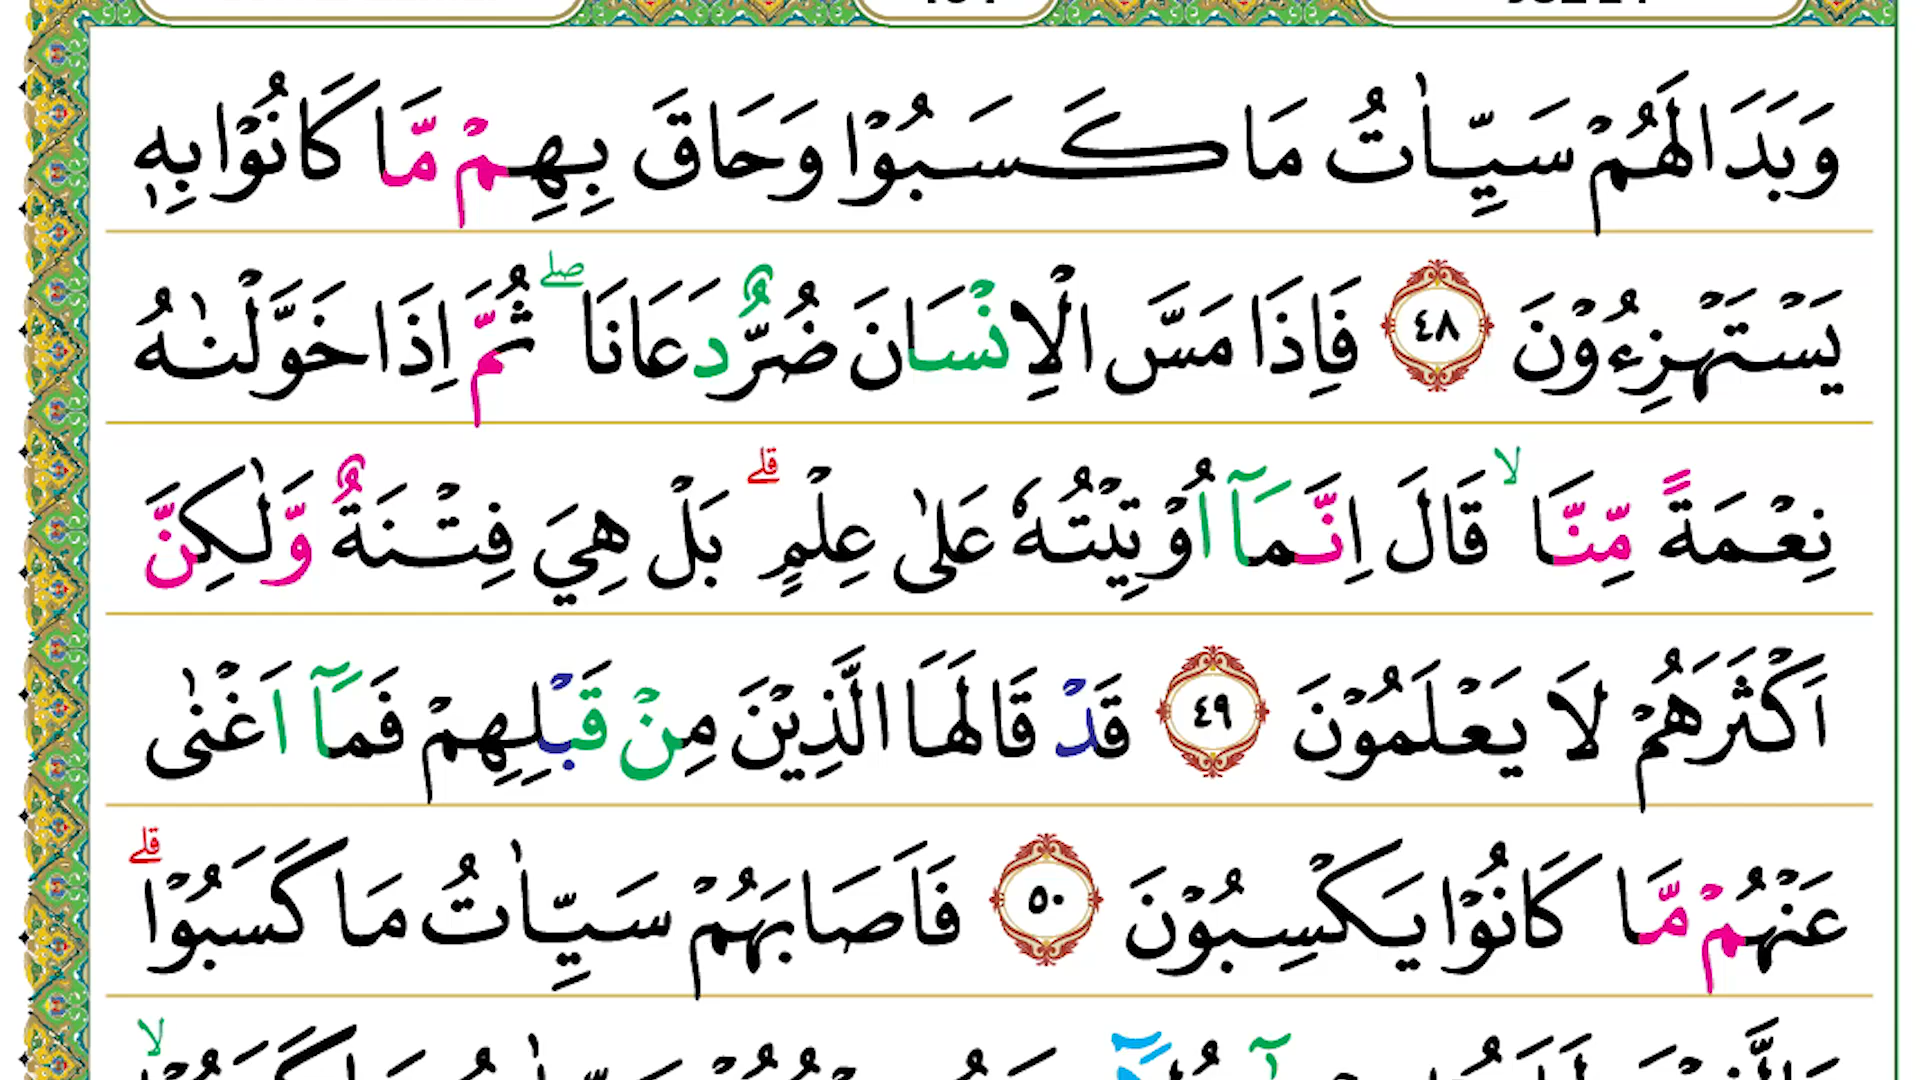 وَبَدَا لَهُمْ سَيِّاٰتُ مَا كَسَبُوْا وَحَاقَ بِهِمْ مَّا كَانُوْا بِهٖ
يَسْتَهْزِءُوْنَ ٤٨ فَاِذَا مَسَّ الْاِنْسَانَ ضُرٌّ دَعَانَا ۖ ثُمَّ اِذَا خَوَّلْنٰهُ
نِعْمَةً مِّنَّا ۙ قَالَ اِنَّمَآ اُوْتِيْتُهٗ عَلٰى عِلْمٍ ۗ بَلْ هِيَ فِتْنَةٌ وَّلٰكِنَّ
اَكْثَرَهُمْ لَا يَعْلَمُوْنَ ٤٩ قَدْ قَالَهَا الَّذِيْنَ مِنْ قَبْلِهِمْ فَمَآ اَغْنٰى
عَنْهُمْ مَّا كَانُوْا يَكْسِبُوْنَ ٥٠ فَاَصَابَهُمْ سَيِّاٰتُ مَا كَسَبُوْا ۗ